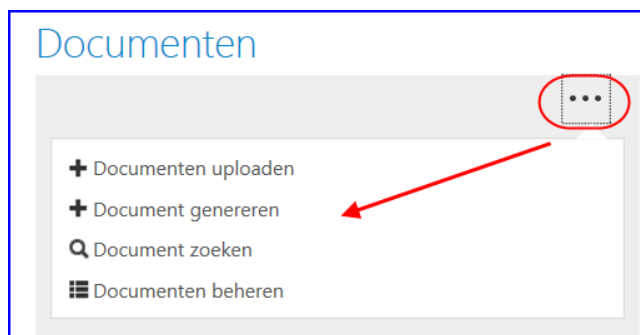 Documenten
...
Documenten uploaden
Document genereren
Document zoeken
Documenten beheren